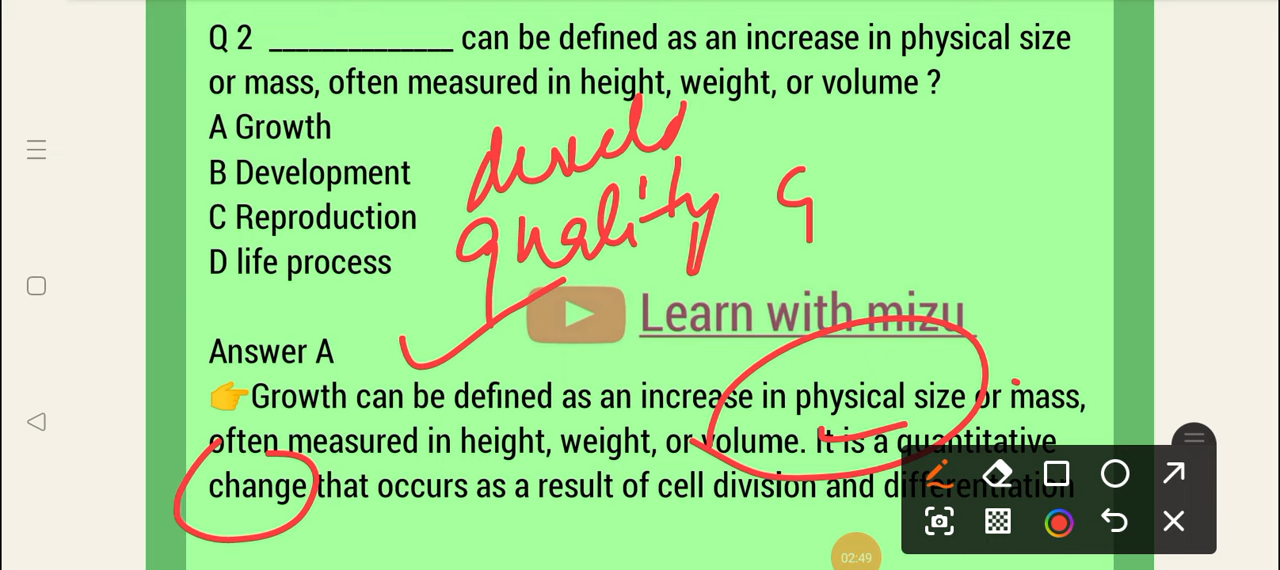 Q 2 ______________ can be defined as an increase in physical size
or mass, often measured in height, weight, or volume ?
A Growth
B Development
C Reproduction
D life process
develo
quality G
Learn with mizu
Answer A
👉Growth can be defined as an increase in physical size or mass,
often measured in height, weight, or volume. It is a quantitative
change that occurs as a result of cell division and differentiation
02:49